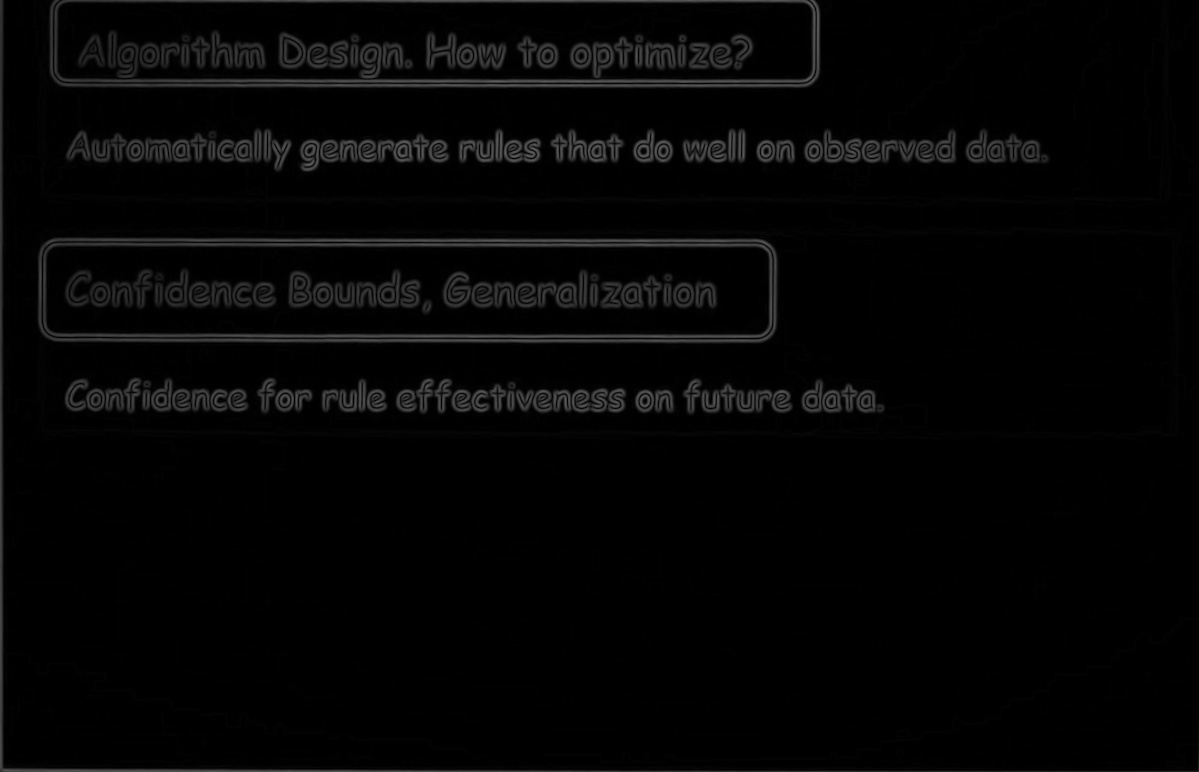 Algorithm Design. How to optimize?
Automatically generate rules that do well on observed data.
Confidence Bounds, Generalization
Confidence for rule effectiveness on future data.